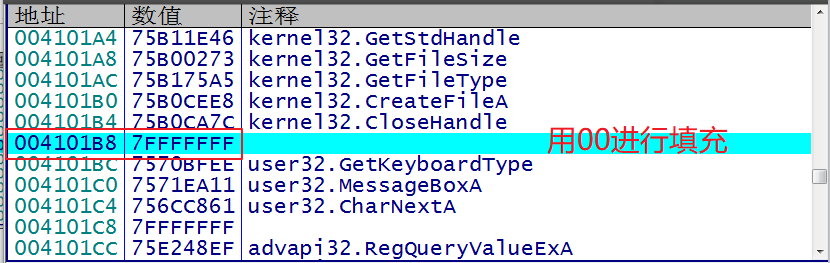 地址 数值 注释
004101A4 75B11E46 kernel32.GetStdHandle
004101A8 75B00273 kernel32.GetFileSize
004101AC 75B175A5 kernel32.GetFileType
004101B0 75B0CEE8 kernel32.CreateFileA
004101B4 75B0CA7C kernel32.CloseHandle
004101B8 7FFFFFFF 用00进行填充
004101BC 7570BFEE user32.GetKeyboardType
004101C0 7571EA11 user32.MessageBoxA
004101C4 756CC861 user32.CharNextA
004101C8 7FFFFFFF
004101CC 75E248EF advapi32.RegQueryValueExA